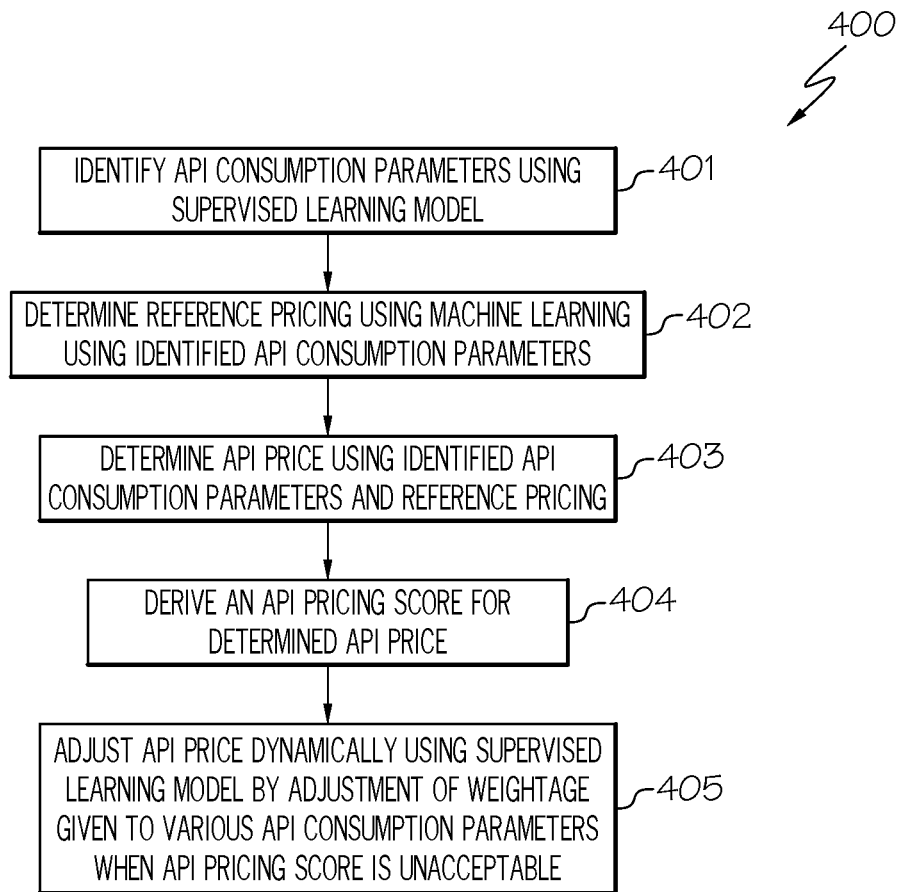 400
IDENTIFY API CONSUMPTION PARAMETERS USING
SUPERVISED LEARNING MODEL
401
DETERMINE REFERENCE PRICING USING MACHINE LEARNING
USING IDENTIFIED API CONSUMPTION PARAMETERS
402
DETERMINE API PRICE USING IDENTIFIED API
CONSUMPTION PARAMETERS AND REFERENCE PRICING
403
DERIVE AN API PRICING SCORE FOR
DETERMINED API PRICE
404
ADJUST API PRICE DYNAMICALLY USING SUPERVISED
LEARNING MODEL BY ADJUSTMENT OF WEIGHTAGE
GIVEN TO VARIOUS API CONSUMPTION PARAMETERS
WHEN API PRICING SCORE IS UNACCEPTABLE
405